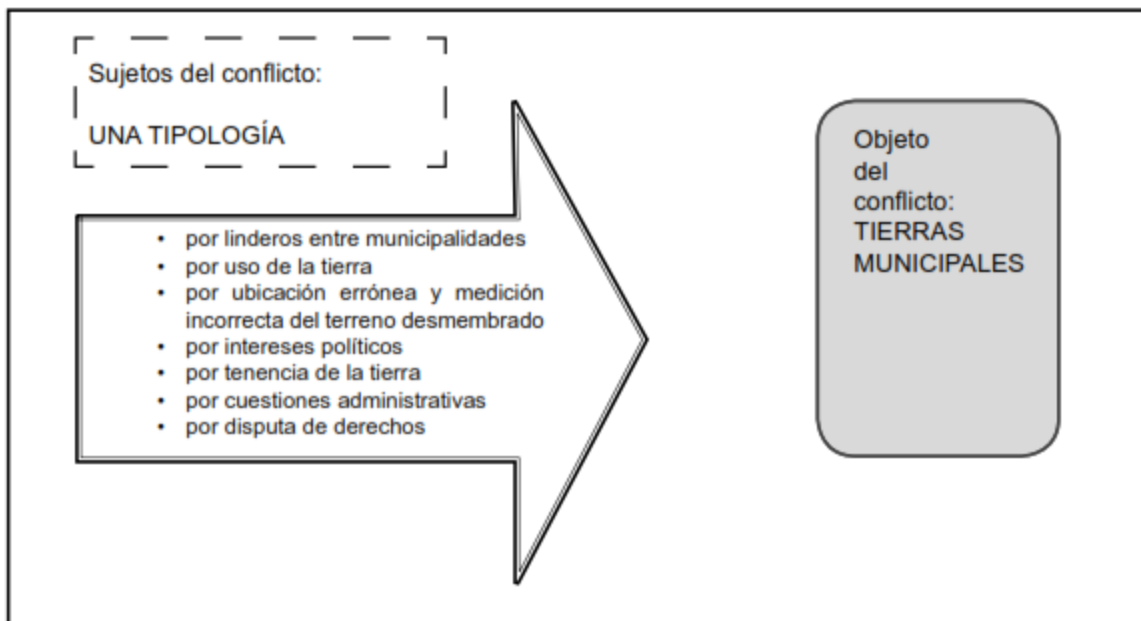 Sujetos del conflicto:
UNA TIPOLOGÍA
• por linderos entre municipalidades
• por uso de la tierra
• por ubicación errónea y medición
incorrecta del terreno desmembrado
• por intereses políticos
• por tenencia de la tierra
• por cuestiones administrativas
• por disputa de derechos
Objeto
del
conflicto:
TIERRAS
MUNICIPALES